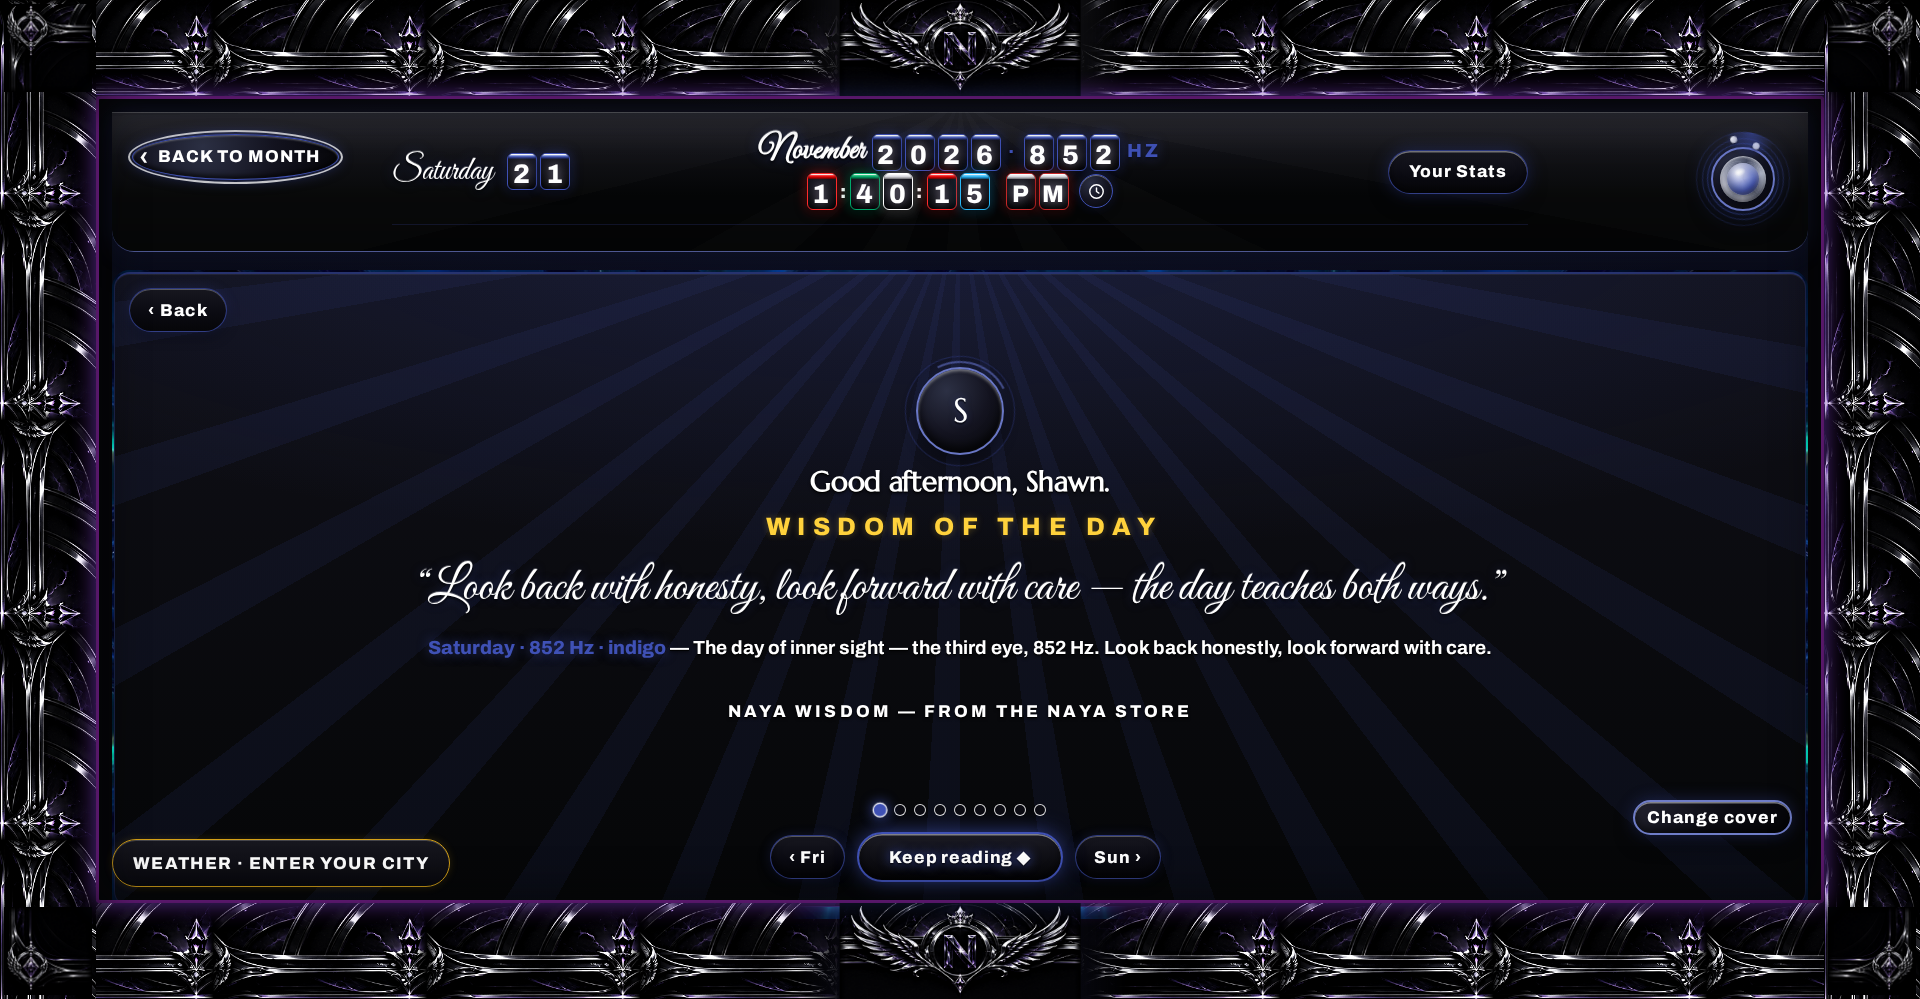 N
‹ BACK TO MONTH
Saturday 21
November 2026 · 852 HZ
1:40:15 PM
Your Stats
‹ Back
S
Good afternoon, Shawn.
WISDOM OF THE DAY
“Look back with honesty, look forward with care — the day teaches both ways.”
Saturday · 852 Hz · indigo — The day of inner sight — the third eye, 852 Hz. Look back honestly, look forward with care.
NAYA WISDOM — FROM THE NAYA STORE
Change cover
WEATHER · ENTER YOUR CITY
‹ Fri
Keep reading ◆
Sun ›
N